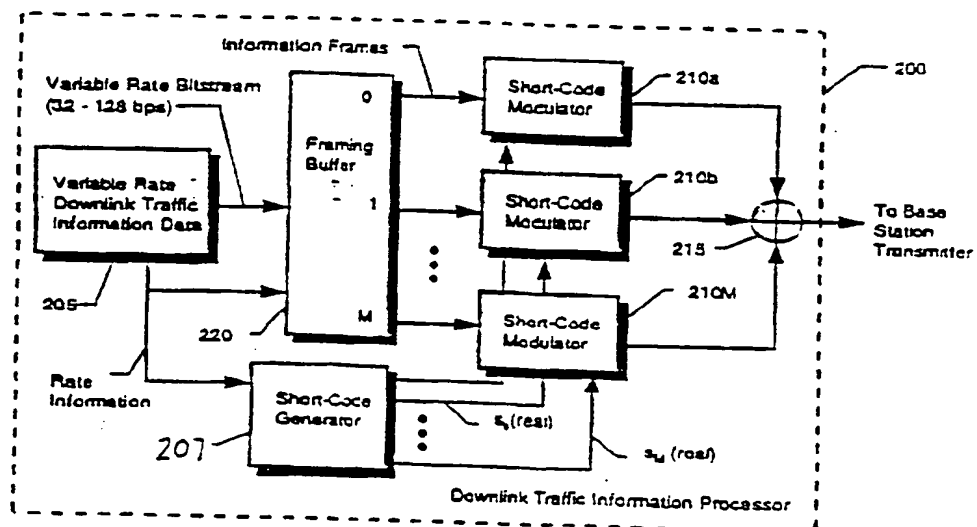 Information Frames
Variable Rate Bitstream
(32 - 128 bps)
Variable Rate
Downlink Traffic
Information Data
205
Framing
Buffer
0
1
M
220
Short-Code
Modulator
210a
Short-Code
Modulator
210b
Short-Code
Modulator
210M
200
215
To Base
Station
Transmitter
Rate
Information
Short-Code
Generator
207
(real)
(real)
Downlink Traffic Information Processor